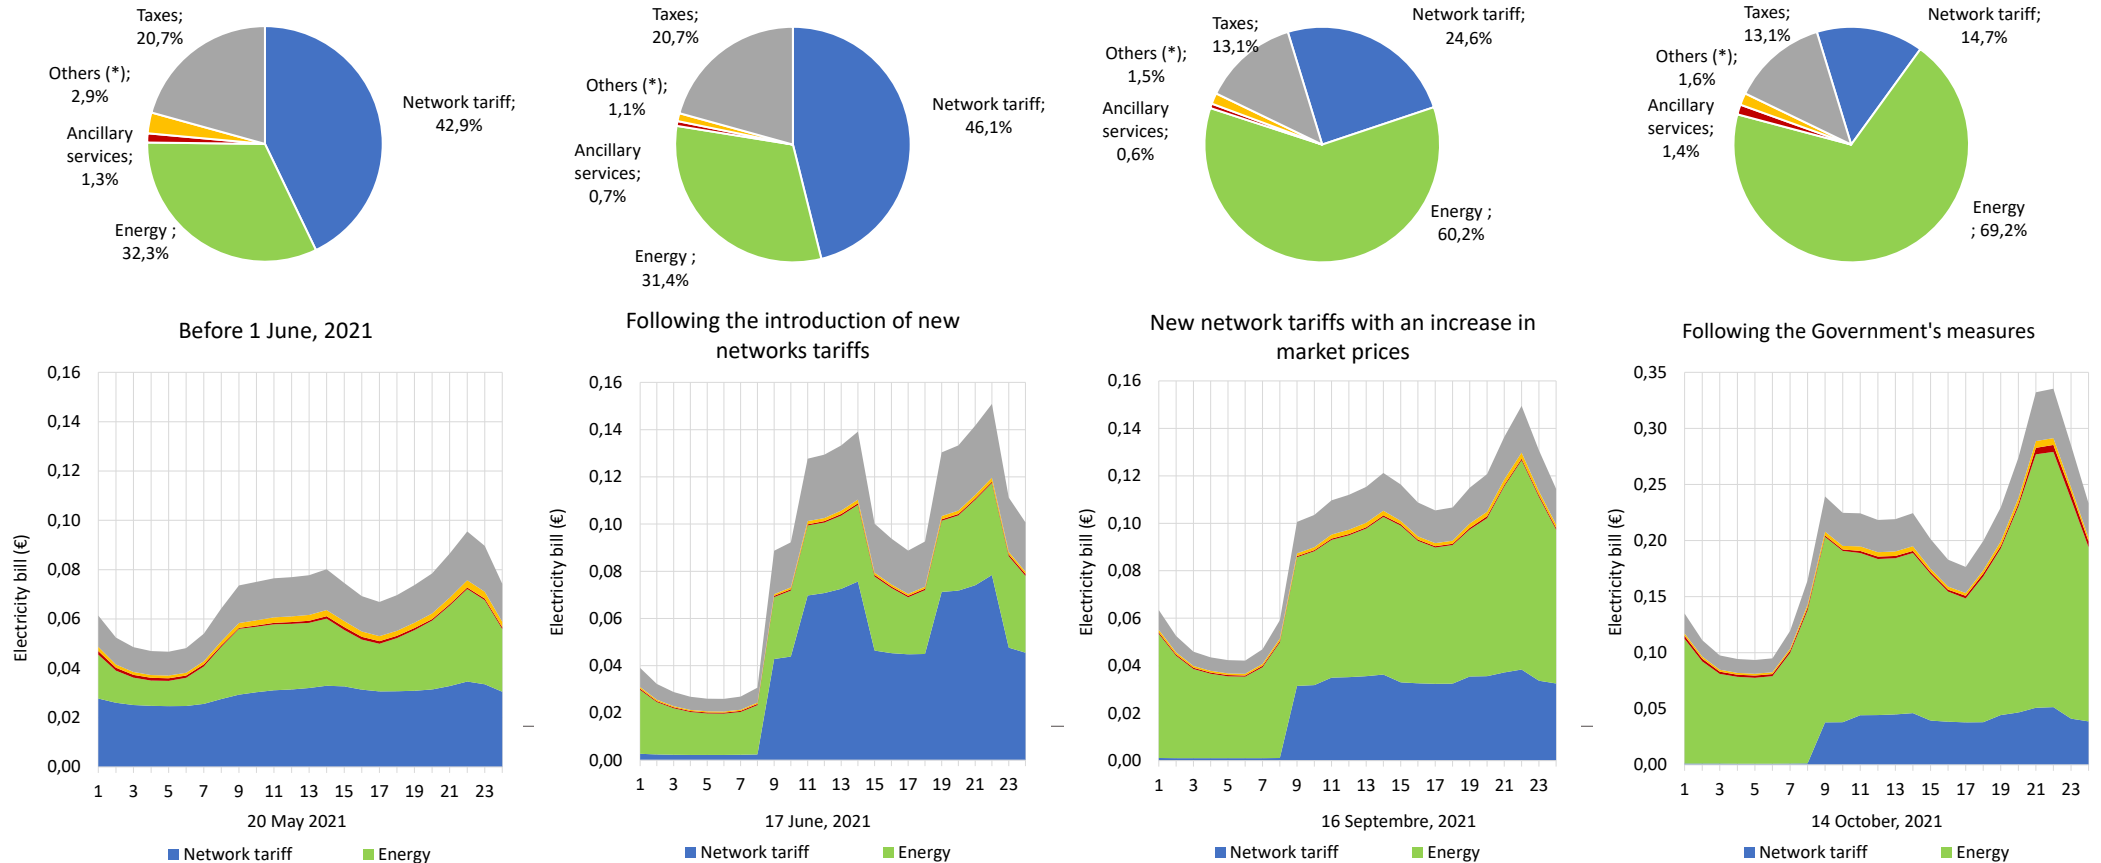 Taxes;
20,7%
Others (*);
2,9%
Ancillary
services;
1,3%
Energy ;
32,3%
Network tariff;
42,9%
Taxes;
20,7%
Others (*);
1,1%
Ancillary
services;
0,7%
Energy ;
31,4%
Network tariff;
46,1%
Taxes;
13,1%
Others (*);
1,5%
Ancillary
services;
0,6%
Network tariff;
24,6%
Energy ;
60,2%
Taxes;
13,1%
Others (*);
1,6%
Ancillary
services;
1,4%
Network tariff;
14,7%
Energy
; 69,2%
Before 1 June, 2021
Electricity bill (€)
0,16
0,14
0,12
0,10
0,08
0,06
0,04
0,02
0,00
1 3 5 7 9 11 13 15 17 19 21 23
20 May 2021
Network tariff Energy
Following the introduction of new
networks tariffs
Electricity bill (€)
0,16
0,14
0,12
0,10
0,08
0,06
0,04
0,02
0,00
1 3 5 7 9 11 13 15 17 19 21 23
17 June, 2021
Network tariff Energy
New network tariffs with an increase in
market prices
Electricity bill (€)
0,16
0,14
0,12
0,10
0,08
0,06
0,04
0,02
0,00
1 3 5 7 9 11 13 15 17 19 21 23
16 Septembre, 2021
Network tariff Energy
Following the Government's measures
Electricity bill (€)
0,35
0,30
0,25
0,20
0,15
0,10
0,05
0,00
1 3 5 7 9 11 13 15 17 19 21 23
14 October, 2021
Network tariff Energy